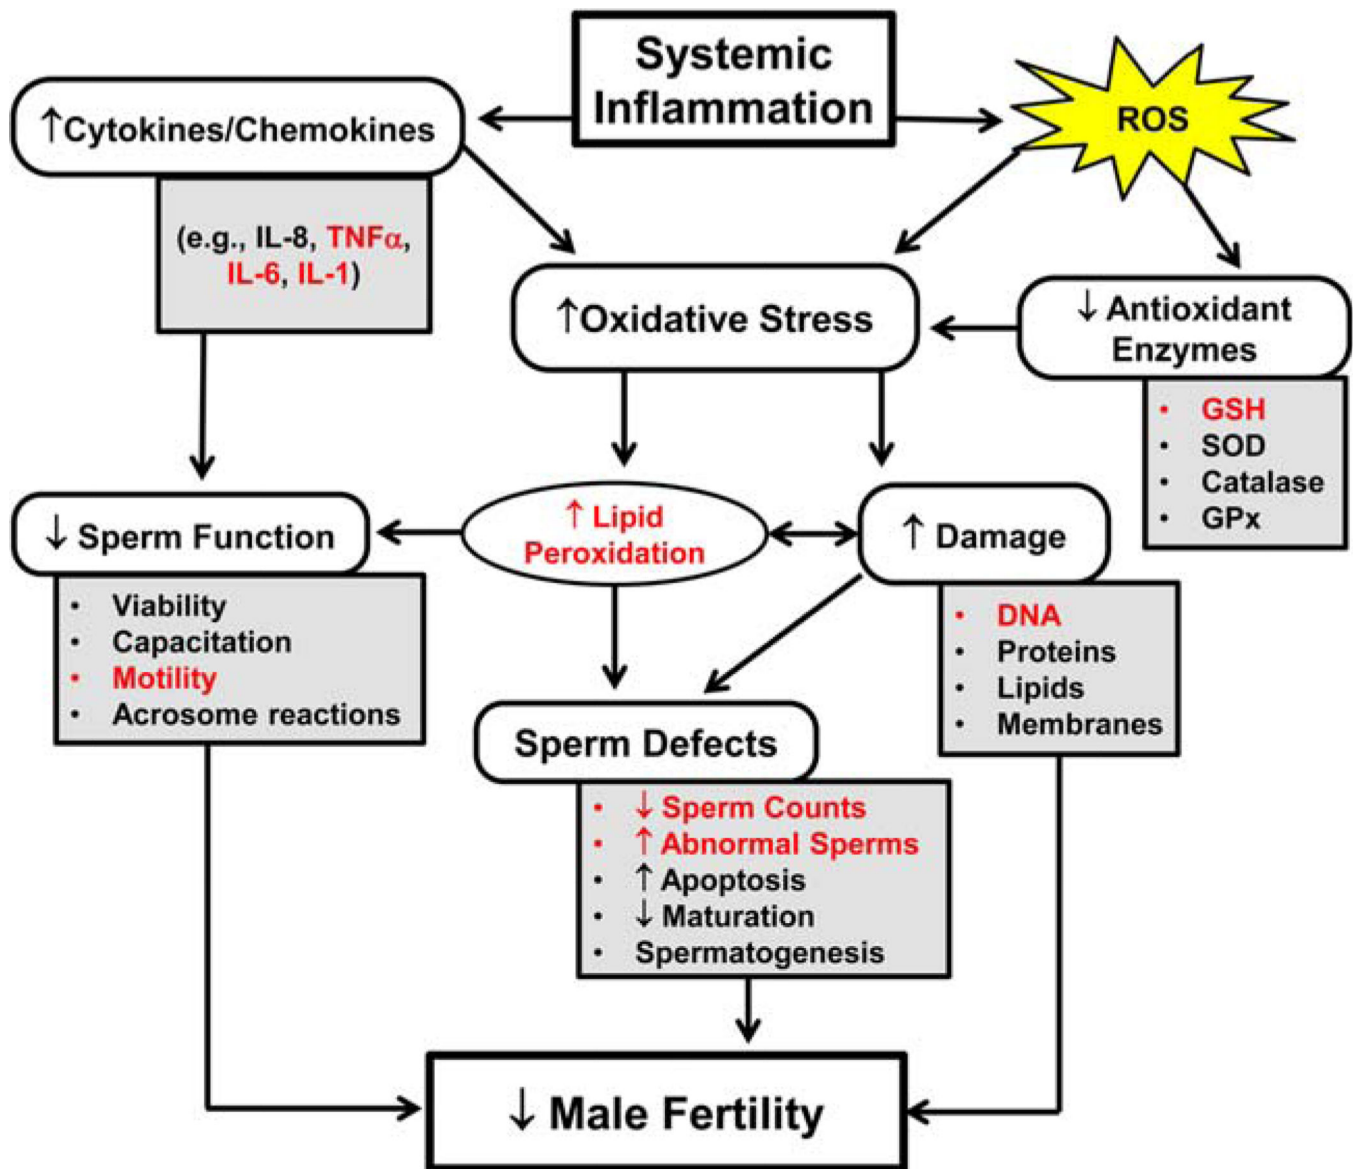 Systemic
Inflammation
ROS
↑Cytokines/Chemokines
(e.g., IL-8, TNFα,
IL-6, IL-1)
↑Oxidative Stress
↓ Antioxidant
Enzymes
• GSH
• SOD
• Catalase
• GPx
↓ Sperm Function
• Viability
• Capacitation
• Motility
• Acrosome reactions
↑ Lipid
Peroxidation
↑ Damage
• DNA
• Proteins
• Lipids
• Membranes
Sperm Defects
• ↓ Sperm Counts
• ↑ Abnormal Sperms
• ↑ Apoptosis
• ↓ Maturation
• Spermatogenesis
↓ Male Fertility